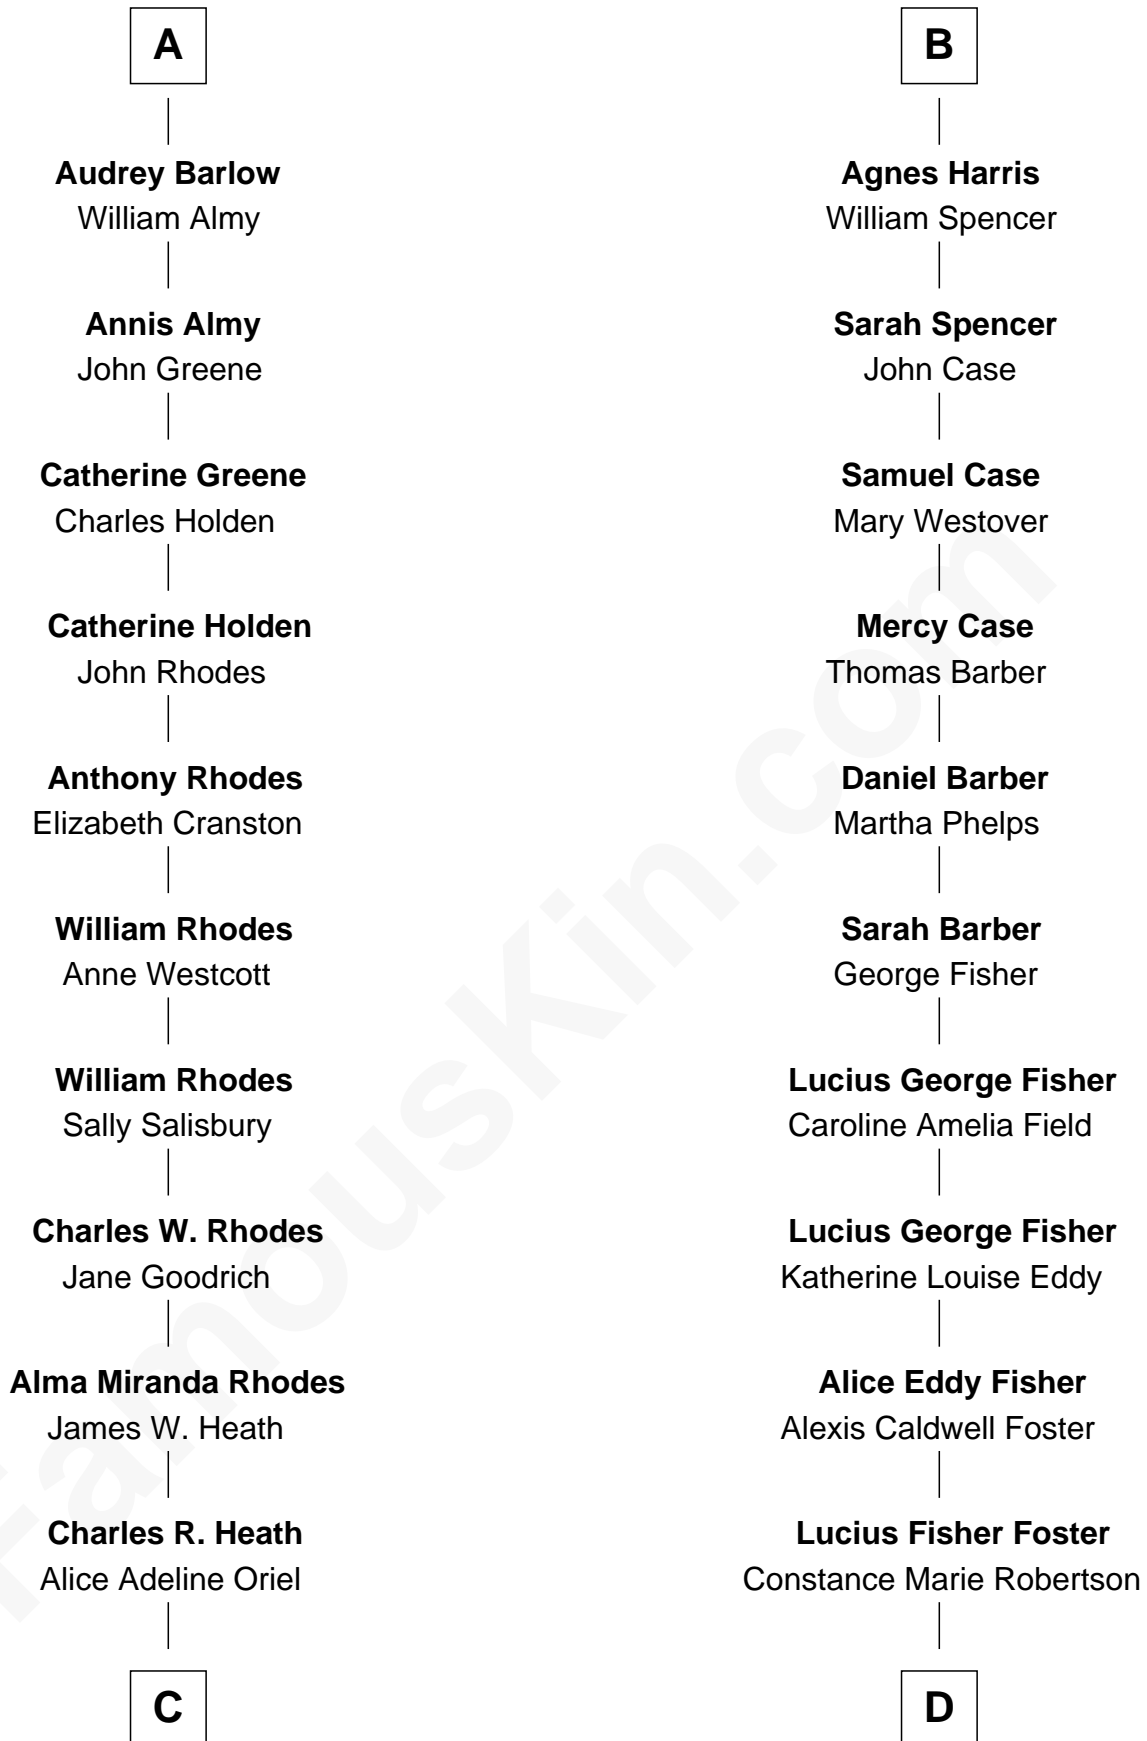 A
Audrey Barlow
William Almy
Annis Almy
John Greene
Catherine Greene
Charles Holden
Catherine Holden
John Rhodes
Anthony Rhodes
Elizabeth Cranston
William Rhodes
Anne Westcott
William Rhodes
Sally Salisbury
Charles W. Rhodes
Jane Goodrich
Alma Miranda Rhodes
James W. Heath
Charles R. Heath
Alice Adeline Oriel
C
B
Agnes Harris
William Spencer
Sarah Spencer
John Case
Samuel Case
Mary Westover
Mercy Case
Thomas Barber
Daniel Barber
Martha Phelps
Sarah Barber
George Fisher
Lucius George Fisher
Caroline Amelia Field
Lucius George Fisher
Katherine Louise Eddy
Alice Eddy Fisher
Alexis Caldwell Foster
Lucius Fisher Foster
Constance Marie Robertson
D
FamousKin.com